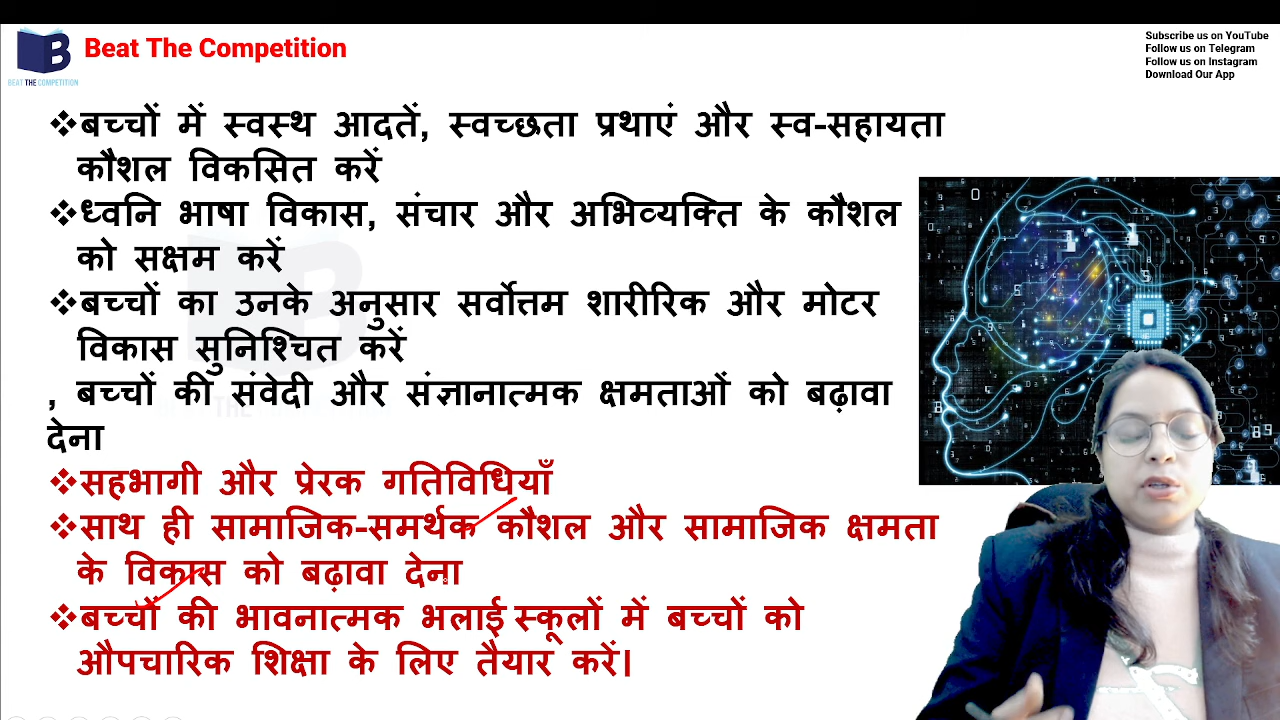 Beat The Competition
BEAT THE COMPETITION
Subscribe us on YouTube
Follow us on Telegram
Follow us on Instagram
Download Our App
❖बच्चों में स्वस्थ आदतें, स्वच्छता प्रथाएं और स्व-सहायता
कौशल विकसित करें
❖ध्वनि भाषा विकास, संचार और अभिव्यक्ति के कौशल
को सक्षम करें
❖बच्चों का उनके अनुसार सर्वोत्तम शारीरिक और मोटर
विकास सुनिश्चित करें
, बच्चों की संवेदी और संज्ञानात्मक क्षमताओं को बढ़ावा
देना
❖सहभागी और प्रेरक गतिविधियाँ
❖साथ ही सामाजिक-समर्थक कौशल और सामाजिक क्षमता
के विकास को बढ़ावा देना
❖बच्चों की भावनात्मक भलाई स्कूलों में बच्चों को
औपचारिक शिक्षा के लिए तैयार करें।